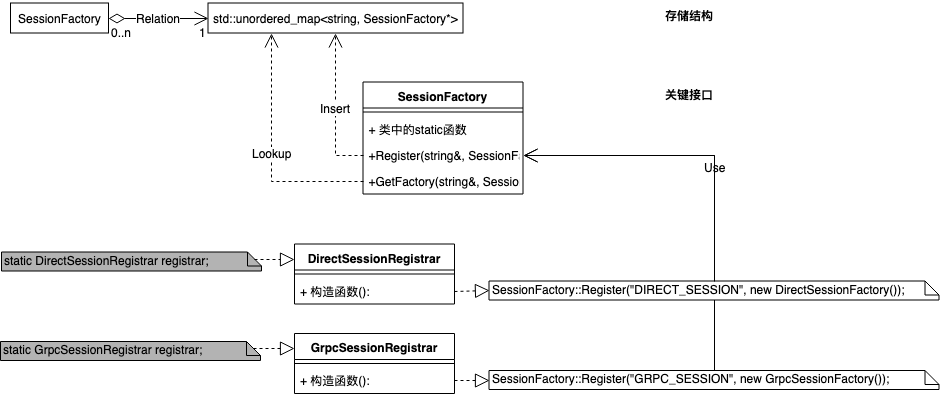 SessionFactory
Relation
0..n
1
std::unordered_map<string, SessionFactory*>
存储结构
SessionFactory
关键接口
Insert
+ 类中的static函数
Lookup
+Register(string&, SessionFa
Use
+GetFactory(string&, Sessio
static DirectSessionRegistrar registrar;
DirectSessionRegistrar
+ 构造函数():
SessionFactory::Register("DIRECT_SESSION", new DirectSessionFactory());
static GrpcSessionRegistrar registrar;
GrpcSessionRegistrar
+ 构造函数():
SessionFactory::Register("GRPC_SESSION", new GrpcSessionFactory());